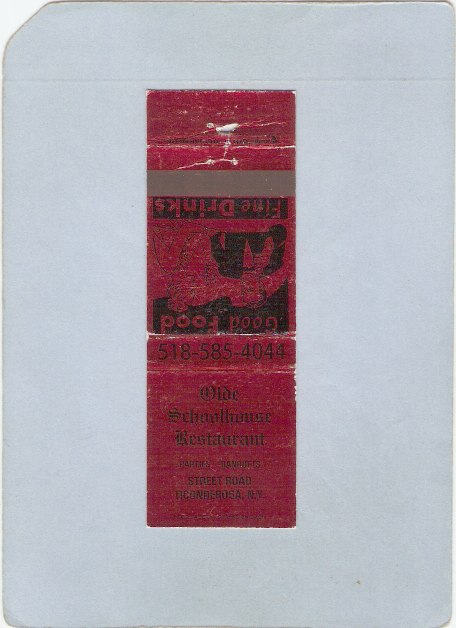 Fine Drinks
Good Food
518-585-4044
Olde
Schoolhouse
Restaurant
PARTIES BANQUETS
STREET ROAD
TICONDEROGA, N.Y.